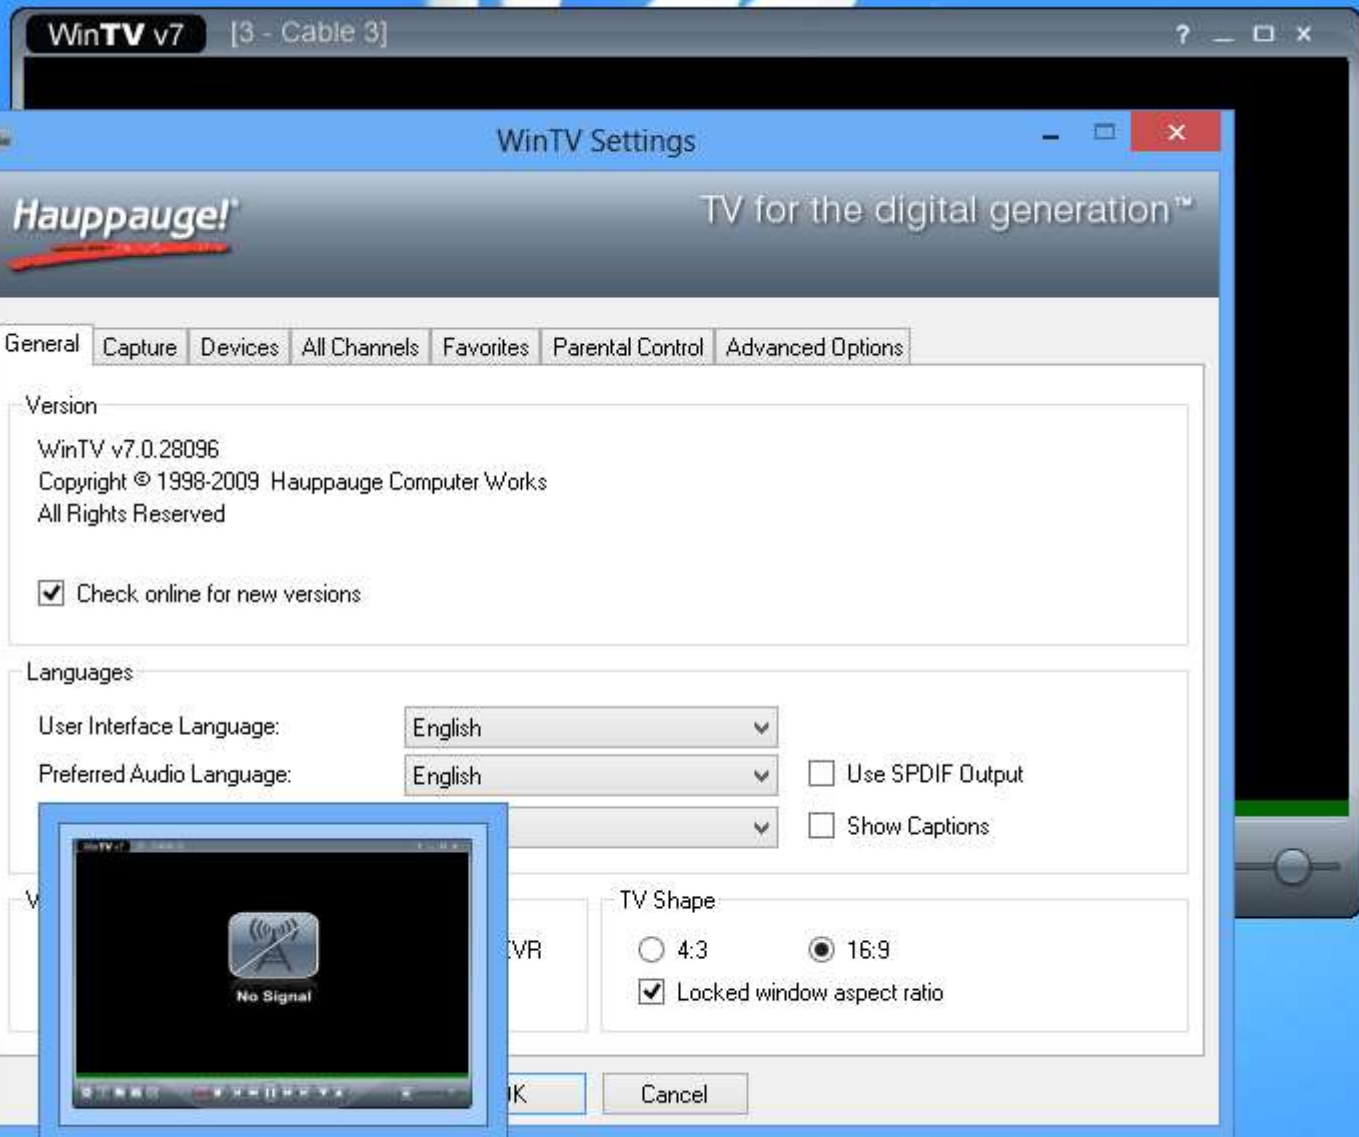 WinTV v7 [3 - Cable 3]
WinTV Settings
Hauppauge!
TV for the digital generation™
General Capture Devices All Channels Favorites Parental Control Advanced Options
Version
WinTV v7.0.28096
Copyright © 1998-2009 Hauppauge Computer Works
All Rights Reserved
Check online for new versions
Languages
User Interface Language: English
Preferred Audio Language: English Use SPDIF Output
Show Captions
TV Shape
4:3 16:9
Locked window aspect ratio
No Signal
Cancel